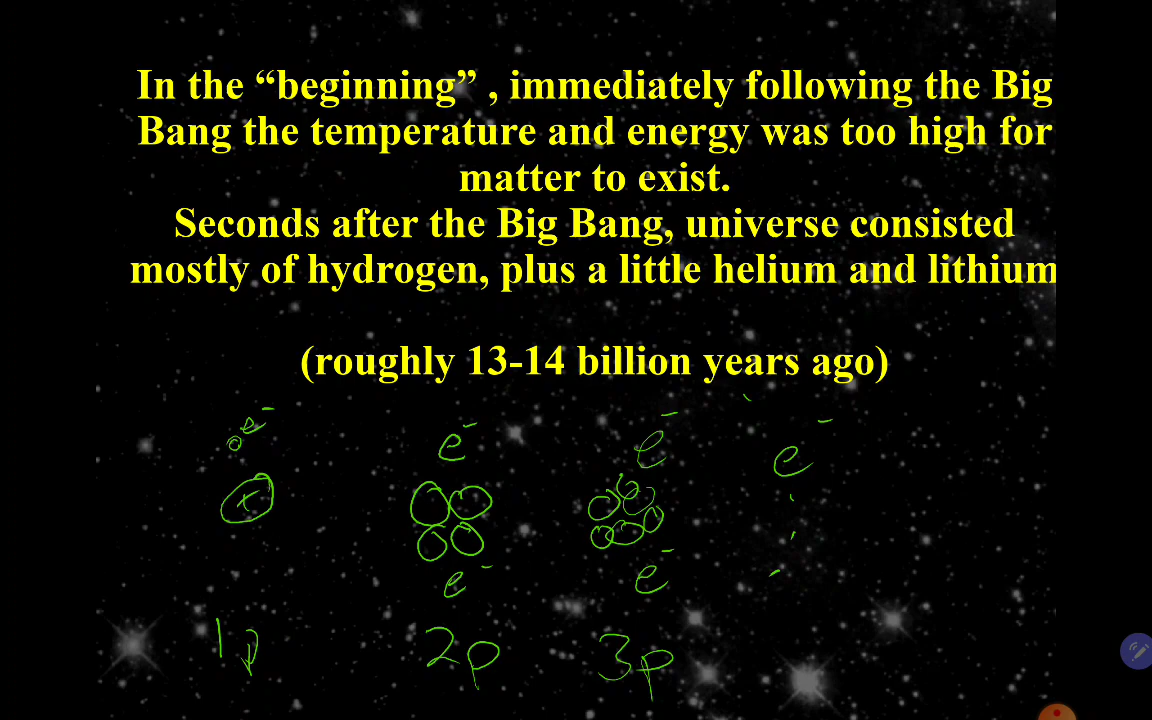 In the “beginning” , immediately following the Big
Bang the temperature and energy was too high for
matter to exist.
Seconds after the Big Bang, universe consisted
mostly of hydrogen, plus a little helium and lithium
(roughly 13-14 billion years ago)
e⁻ e⁻ e⁻ e⁻
+
e⁻ e⁻
1p 2p 3p